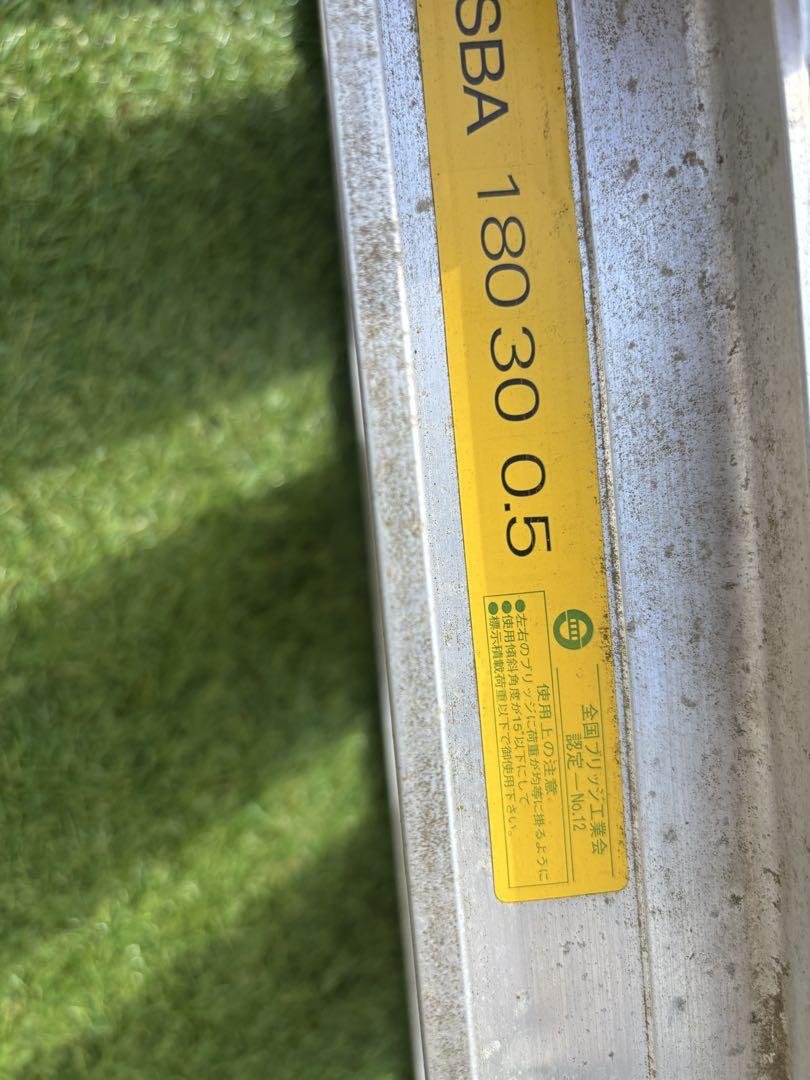 SBA 180 30 0.5
全国ブリッジ工業会
認定－No.12
使用上の注意
●左右のブリッジに荷重が均等に掛るように
●使用傾斜角度が15°以下にして
●標示積載荷重以下で御使用下さい。